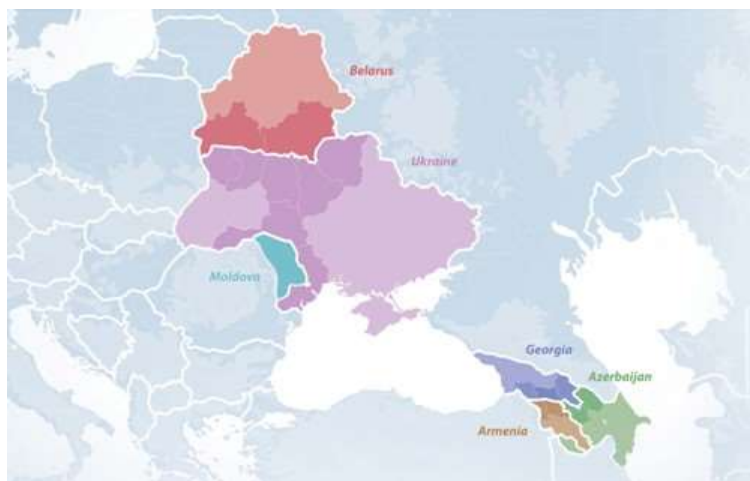 Belarus
Ukraine
Moldova
Georgia
Azerbaijan
Armenia